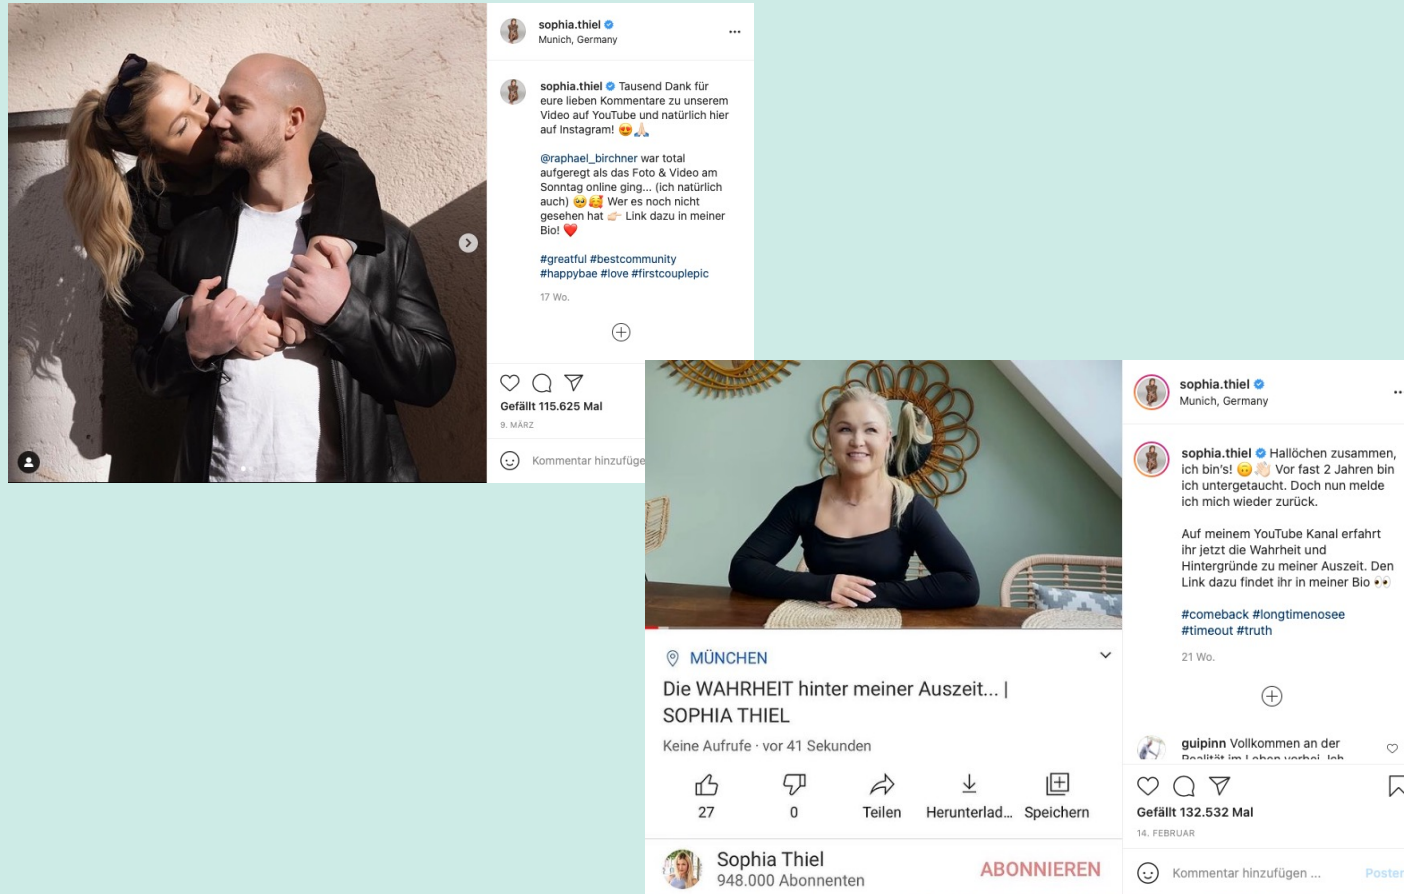 sophia.thiel
Munich, Germany
sophia.thiel Tausend Dank für
eure lieben Kommentare zu unserem
Video auf YouTube und natürlich hier
auf Instagram! 😍🙏🏻
@raphael_birchner war total
aufgeregt als das Foto & Video am
Sonntag online ging... (ich natürlich
auch) 🥺🥰 Wer es noch nicht
gesehen hat 👉🏻 Link dazu in meiner
Bio! ❤️
#greatful #bestcommunity
#happybae #love #firstcouplepic
17 Wo.
Gefällt 115.625 Mal
9. MÄRZ
Kommentar hinzufüge
MÜNCHEN
Die WAHRHEIT hinter meiner Auszeit... |
SOPHIA THIEL
Keine Aufrufe · vor 41 Sekunden
27
0
Teilen
Herunterlad...
Speichern
Sophia Thiel
948.000 Abonnenten
ABONNIEREN
sophia.thiel
Munich, Germany
sophia.thiel Hallöchen zusammen,
ich bin's! 🙃👋🏻 Vor fast 2 Jahren bin
ich untergetaucht. Doch nun melde
ich mich wieder zurück.
Auf meinem YouTube Kanal erfahrt
ihr jetzt die Wahrheit und
Hintergründe zu meiner Auszeit. Den
Link dazu findet ihr in meiner Bio 👀
#comeback #longtimenosee
#timeout #truth
21 Wo.
guipinn Vollkommen an der
Realität im Leben vorbei. Ich
Gefällt 132.532 Mal
14. FEBRUAR
Kommentar hinzufügen ...
Posten